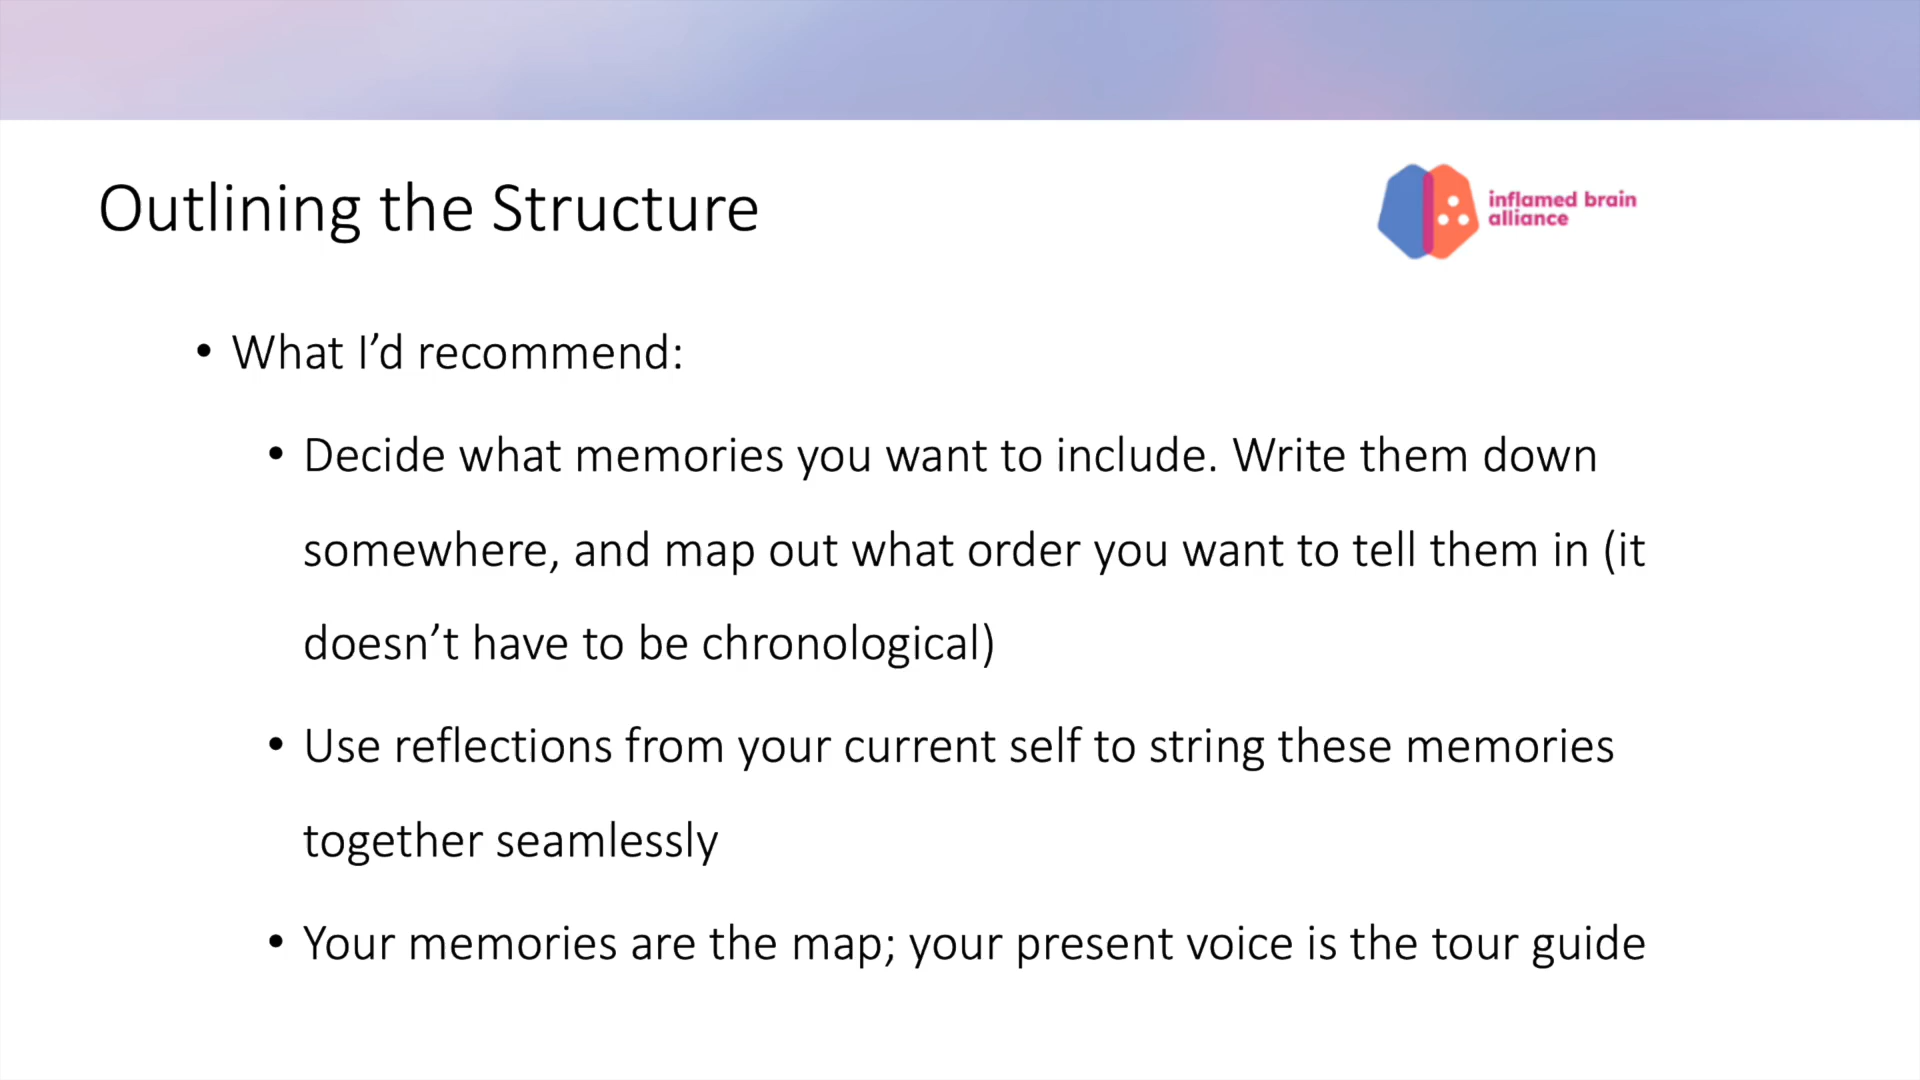 Outlining the Structure
inflamed brain
alliance
• What I’d recommend:
• Decide what memories you want to include. Write them down
somewhere, and map out what order you want to tell them in (it
doesn’t have to be chronological)
• Use reflections from your current self to string these memories
together seamlessly
• Your memories are the map; your present voice is the tour guide